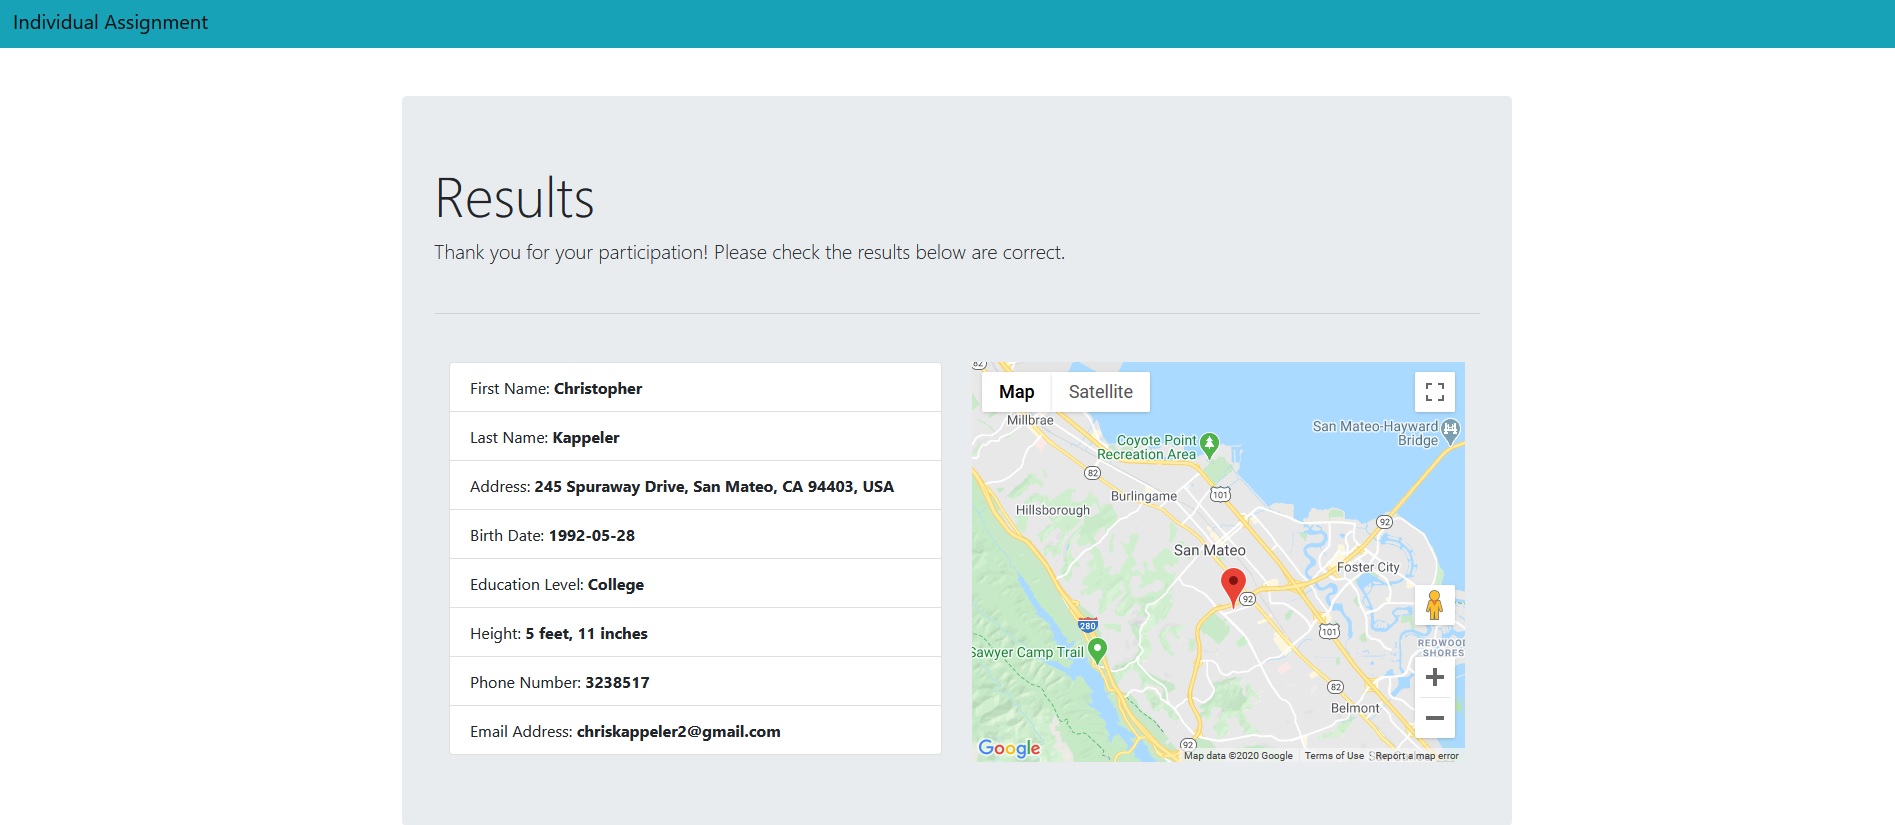 Individual Assignment
Results
Thank you for your participation! Please check the results below are correct.
First Name: Christopher
Last Name: Kappeler
Address: 245 Spuraway Drive, San Mateo, CA 94403, USA
Birth Date: 1992-05-28
Education Level: College
Height: 5 feet, 11 inches
Phone Number: 3238517
Email Address: chriskappeler2@gmail.com
82
Map Satellite
Millbrae
San Mateo-Hayward
Bridge
Coyote Point
Recreation Area
82
101
Burlingame
Hillsborough
92
San Mateo
Foster City
92
280
101
REDWOOD
SHORES
Sawyer Camp Trail
82
Belmont
92
Google
Map data ©2020 Google
Terms of Use
Report a map error